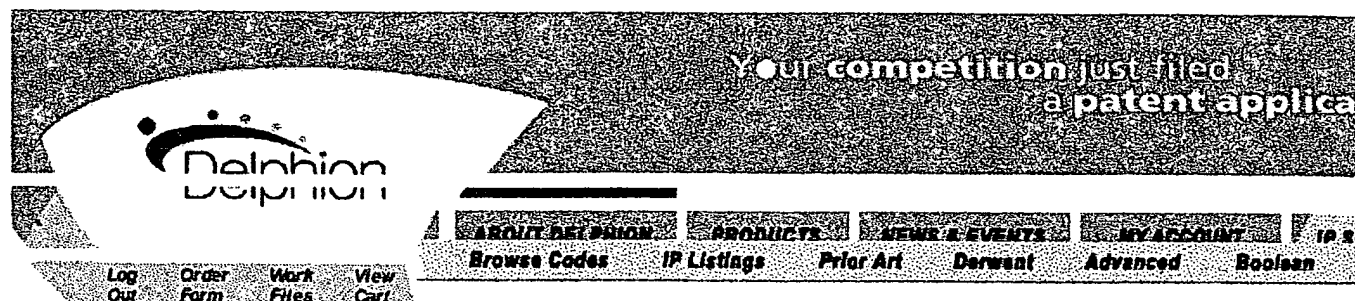 Your competition just filed
a patent applica
Delphion
ABOUT DELPHION PRODUCTS NEWS & EVENTS MY ACCOUNT IP S
Browse Codes IP Listings Prior Art Derwent Advanced Boolean
Log Out Order Form Work Files View Cart